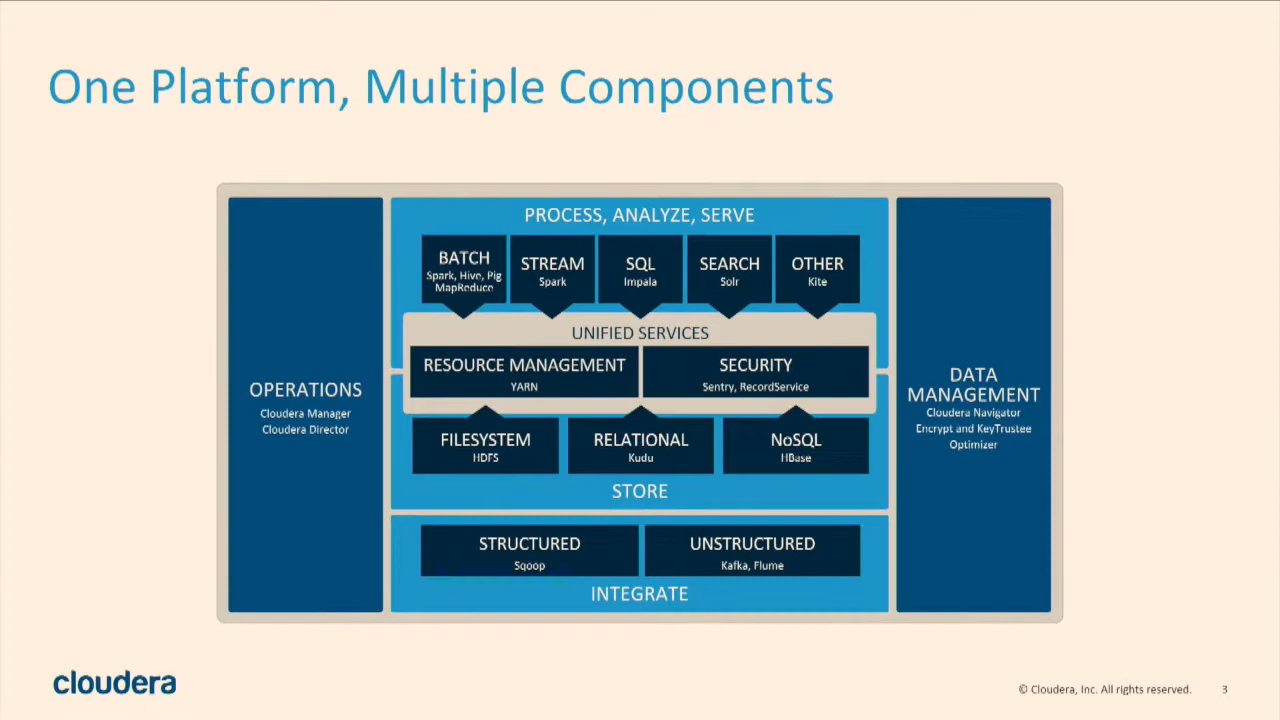 One Platform, Multiple Components
PROCESS, ANALYZE, SERVE
BATCH
Spark, Hive, Pig
MapReduce
STREAM
Spark
SQL
Impala
SEARCH
Solr
OTHER
Kite
UNIFIED SERVICES
RESOURCE MANAGEMENT
YARN
SECURITY
Sentry, RecordService
OPERATIONS
Cloudera Manager
Cloudera Director
DATA
MANAGEMENT
Cloudera Navigator
Encrypt and KeyTrustee
Optimizer
FILESYSTEM
HDFS
RELATIONAL
Kudu
NoSQL
HBase
STORE
STRUCTURED
Sqoop
UNSTRUCTURED
Kafka, Flume
INTEGRATE
cloudera
© Cloudera, Inc. All rights reserved.
3